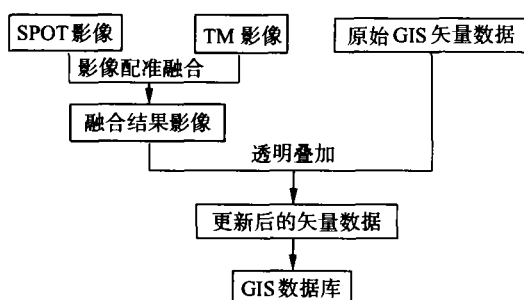 SPOT影像
TM 影像
原始GIS矢量数据
影像配准融合
融合结果影像
透明叠加
更新后的矢量数据
GIS数据库